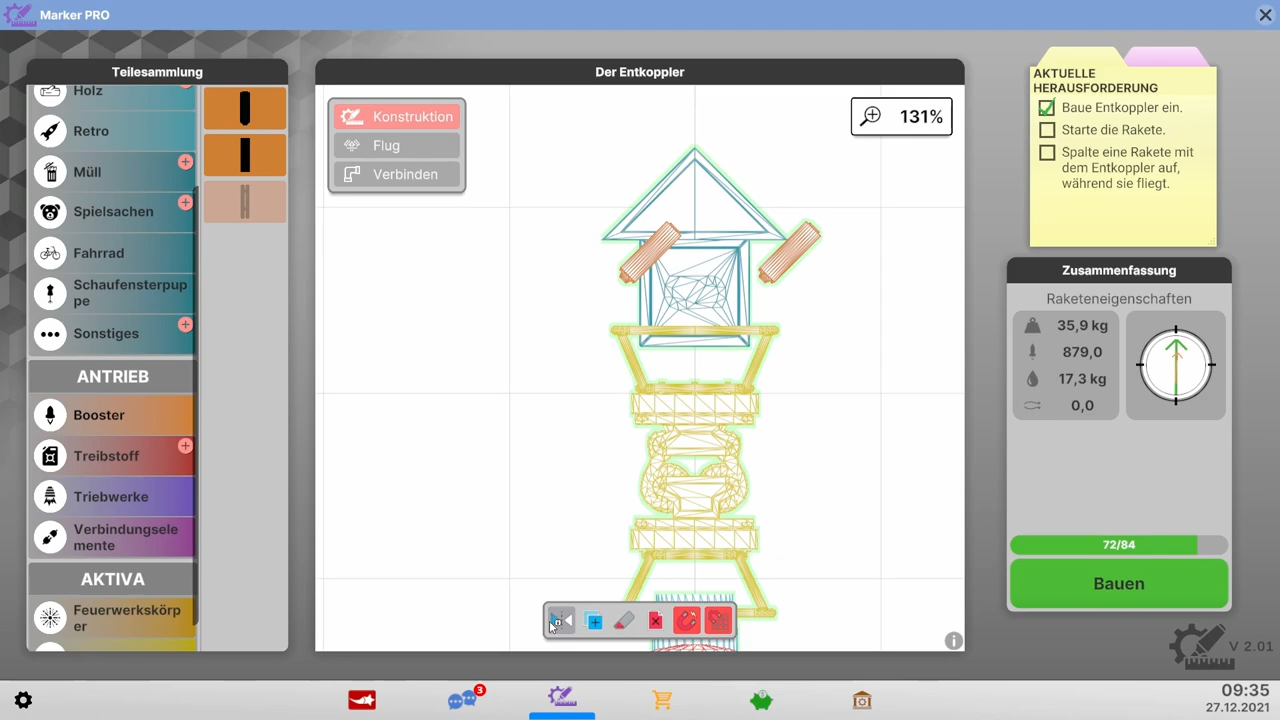 Marker PRO
Teilesammlung
Holz
Retro
Müll
Spielsachen
Fahrrad
Schaufensterpup
pe
Sonstiges
ANTRIEB
Booster
Treibstoff
Triebwerke
Verbindungsele
mente
AKTIVA
Feuerwerkskörp
er
Der Entkoppler
Konstruktion
Flug
Verbinden
131%
AKTUELLE
HERAUSFORDERUNG
Baue Entkoppler ein.
Starte die Rakete.
Spalte eine Rakete mit
dem Entkoppler auf,
während sie fliegt.
Zusammenfassung
Raketeneigenschaften
35,9 kg
879,0
17,3 kg
0,0
72/84
Bauen
V 2.01
3
09:35
27.12.2021